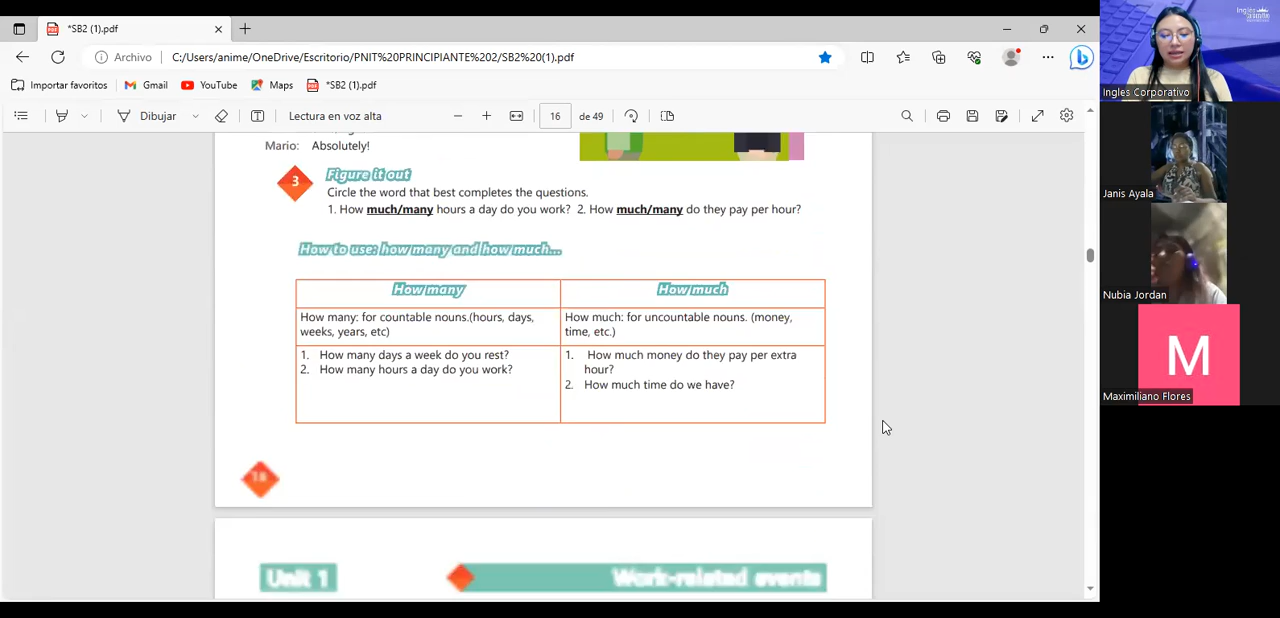 *SB2 (1).pdf
Archivo
C:/Users/anime/OneDrive/Escritorio/PNIT%20PRINCIPIANTE%202/SB2%20(1).pdf
Importar favoritos
Gmail
YouTube
Maps
*SB2 (1).pdf
Dibujar
Lectura en voz alta
16
de 49
Mario: Absolutely!
3
Figure it out
Circle the word that best completes the questions.
1. How much/many hours a day do you work? 2. How much/many do they pay per hour?
How to use: how many and how much...
How many
How much
How many: for countable nouns.(hours, days,
weeks, years, etc)
How much: for uncountable nouns. (money,
time, etc.)
1. How many days a week do you rest?
2. How many hours a day do you work?
1. How much money do they pay per extra
hour?
2. How much time do we have?
Unit 1
Work-related events
Ingles Corporativo
Janis Ayala
Nubia Jordan
M
Maximiliano Flores